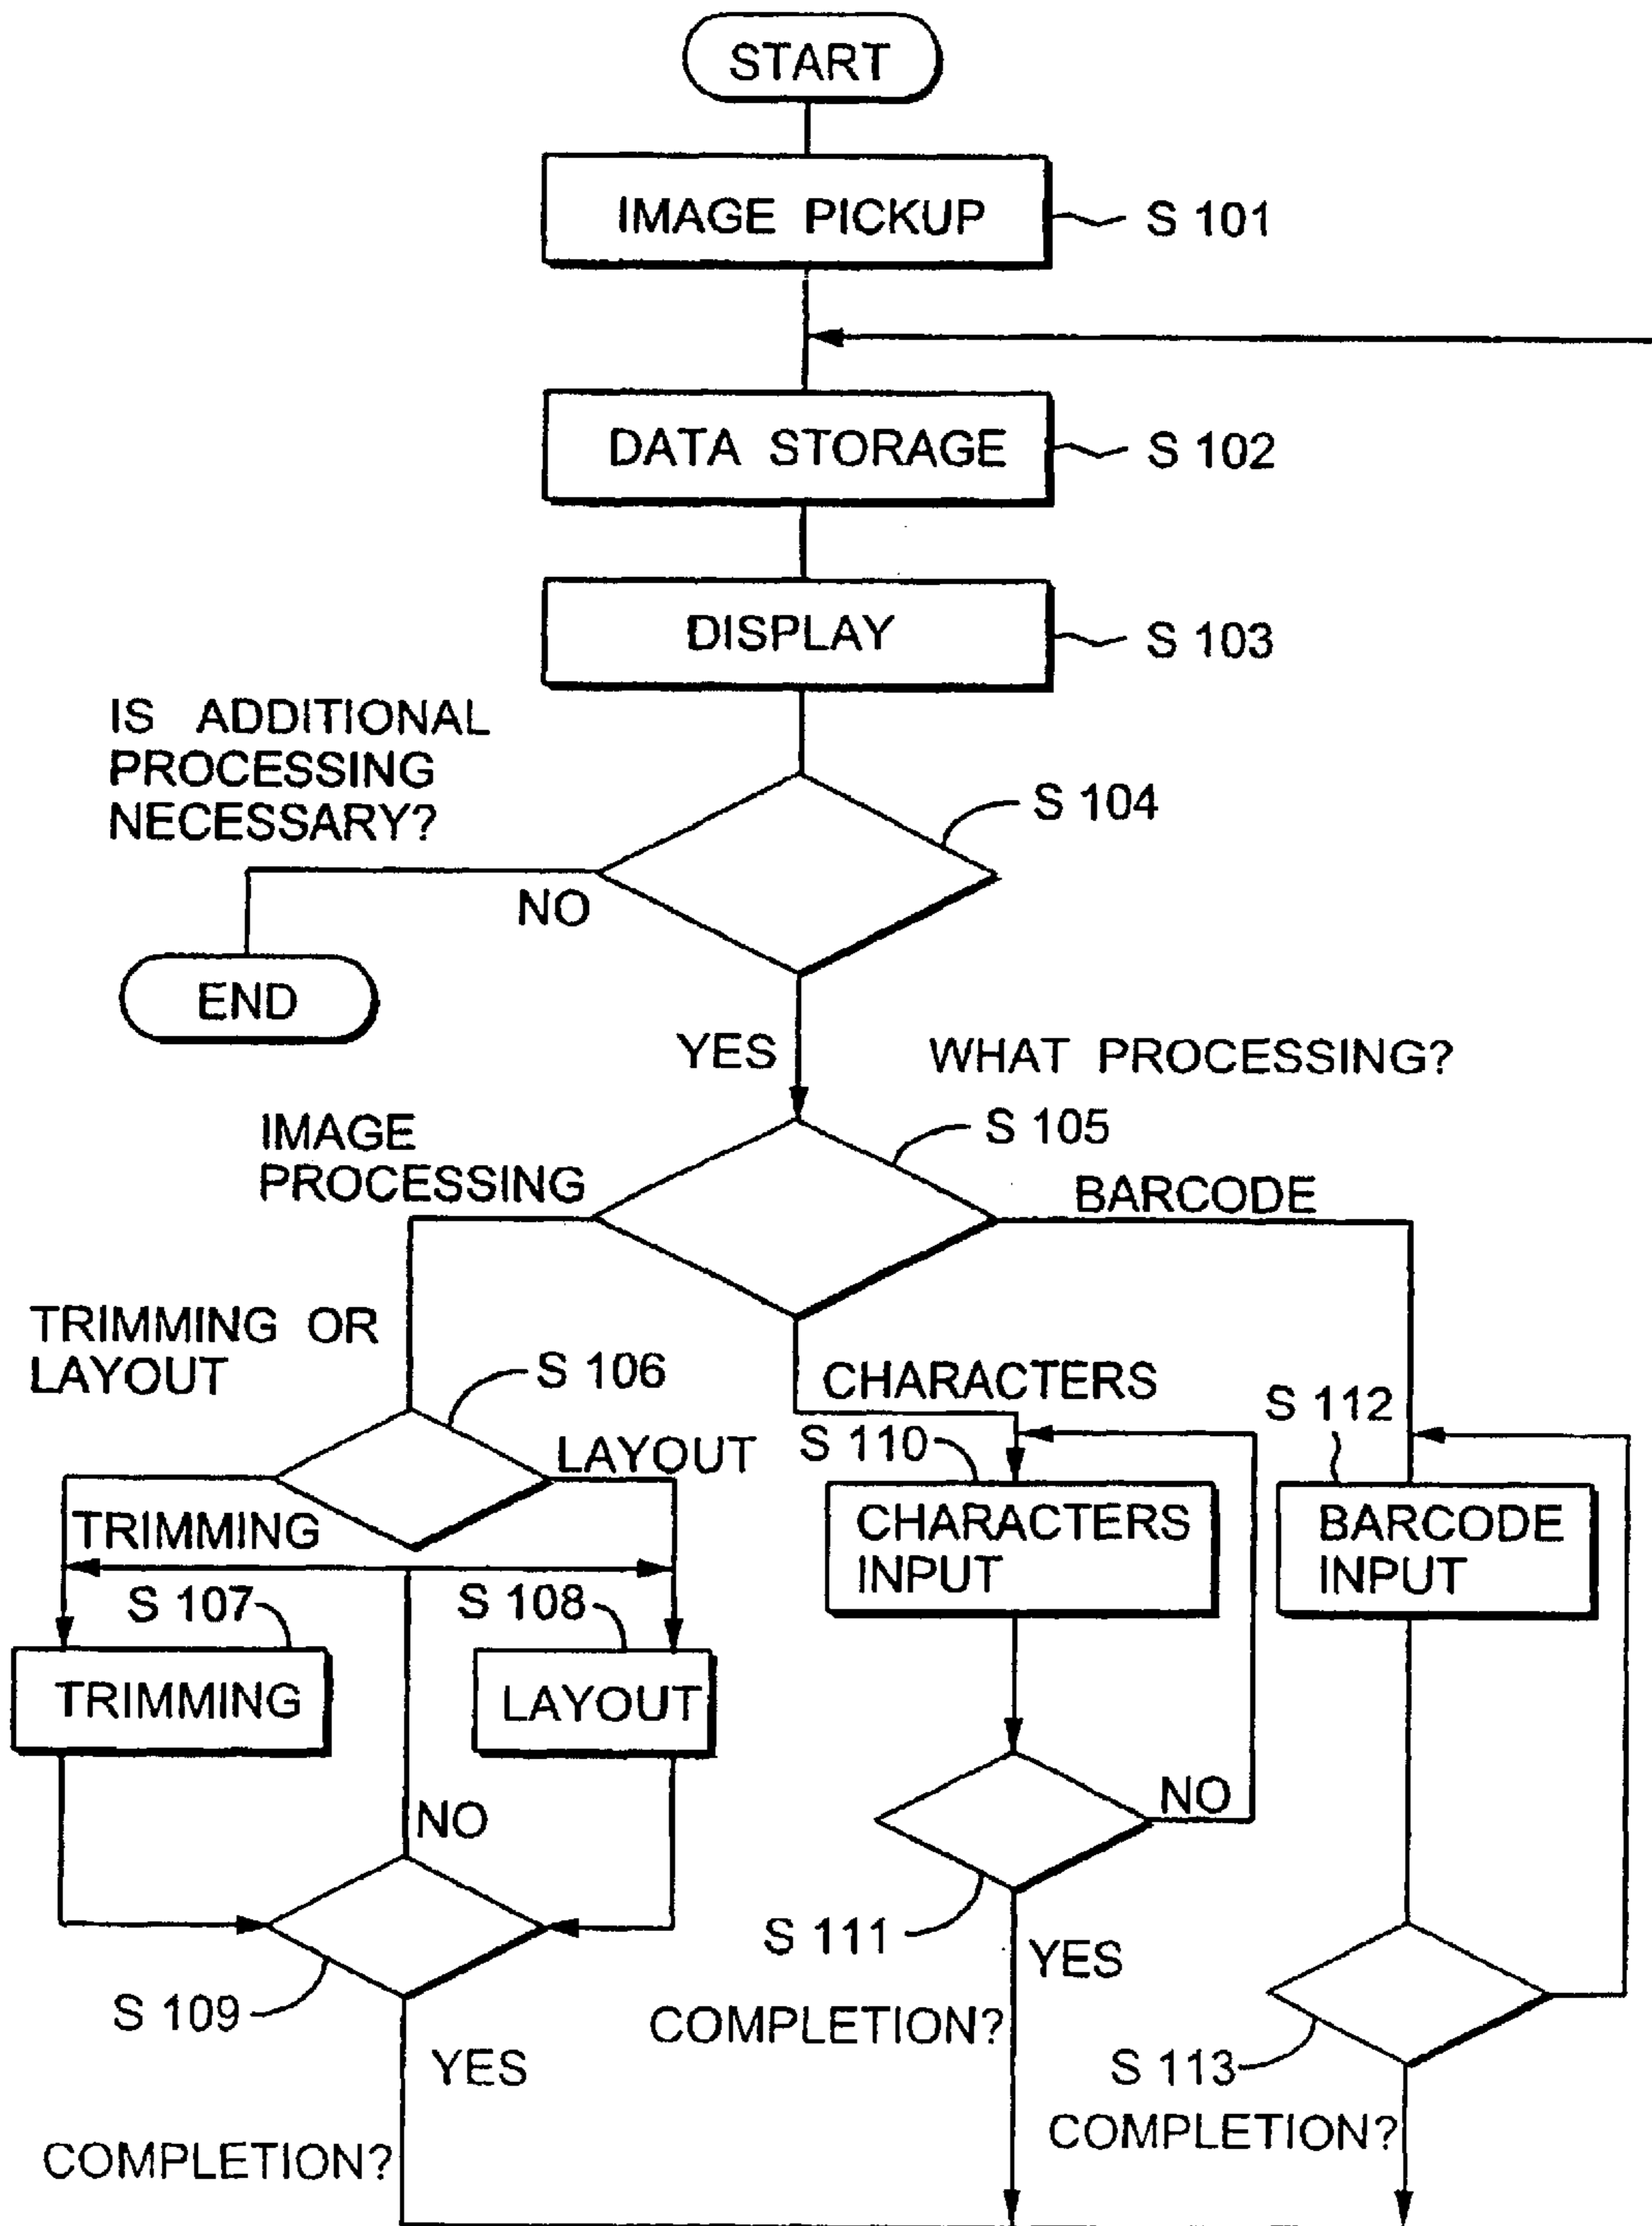 START
IMAGE PICKUP
S 101
DATA STORAGE
S 102
DISPLAY
S 103
IS ADDITIONAL
PROCESSING
NECESSARY?
S 104
NO
END
YES
WHAT PROCESSING?
S 105
IMAGE
PROCESSING
BARCODE
TRIMMING OR
LAYOUT
S 106
CHARACTERS
S 112
LAYOUT
S 110
TRIMMING
CHARACTERS
INPUT
BARCODE
INPUT
S 107
S 108
TRIMMING
LAYOUT
NO
NO
S 111
YES
S 109
COMPLETION?
YES
S 113
COMPLETION?
COMPLETION?